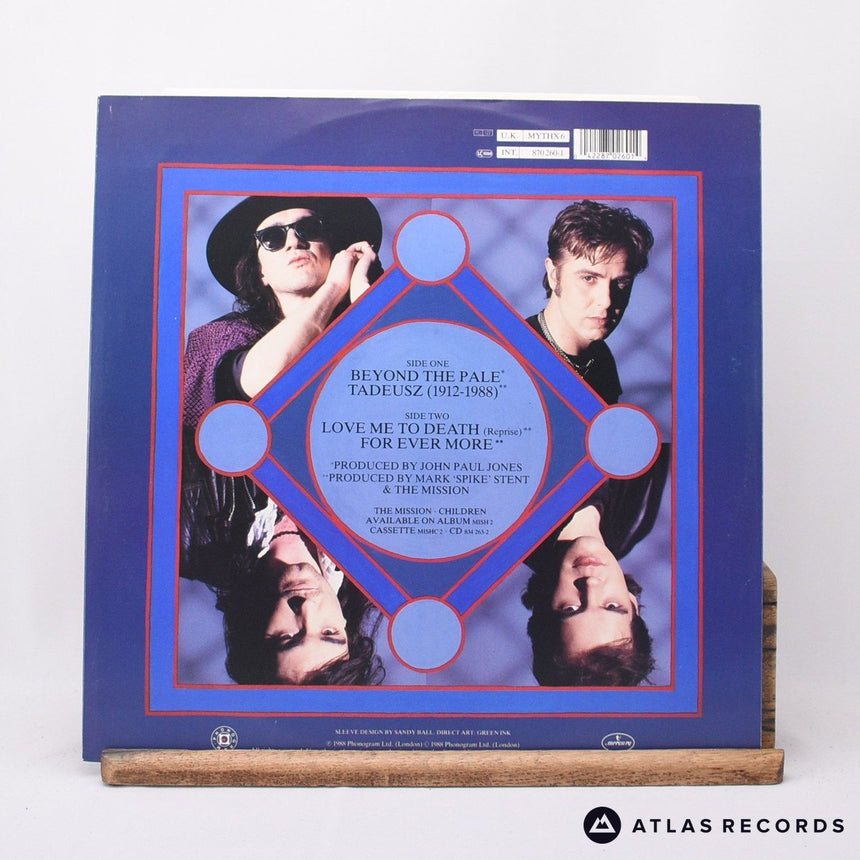 U.K. MYTHX 6
INT. 870 260-1
SIDE ONE
BEYOND THE PALE*
TADEUSZ (1912-1988)**
SIDE TWO
LOVE ME TO DEATH (Reprise)**
FOR EVER MORE**
*PRODUCED BY JOHN PAUL JONES
**PRODUCED BY MARK 'SPIKE' STENT
& THE MISSION
THE MISSION · CHILDREN
AVAILABLE ON ALBUM MISH 2
CASSETTE MISHC 2 · CD 834 263-2
SLEEVE DESIGN BY SANDY BALL. DIRECT ART: GREEN INK
℗ 1988 Phonogram Ltd. (London) © 1988 Phonogram Ltd. (London)
mercury
ATLAS RECORDS